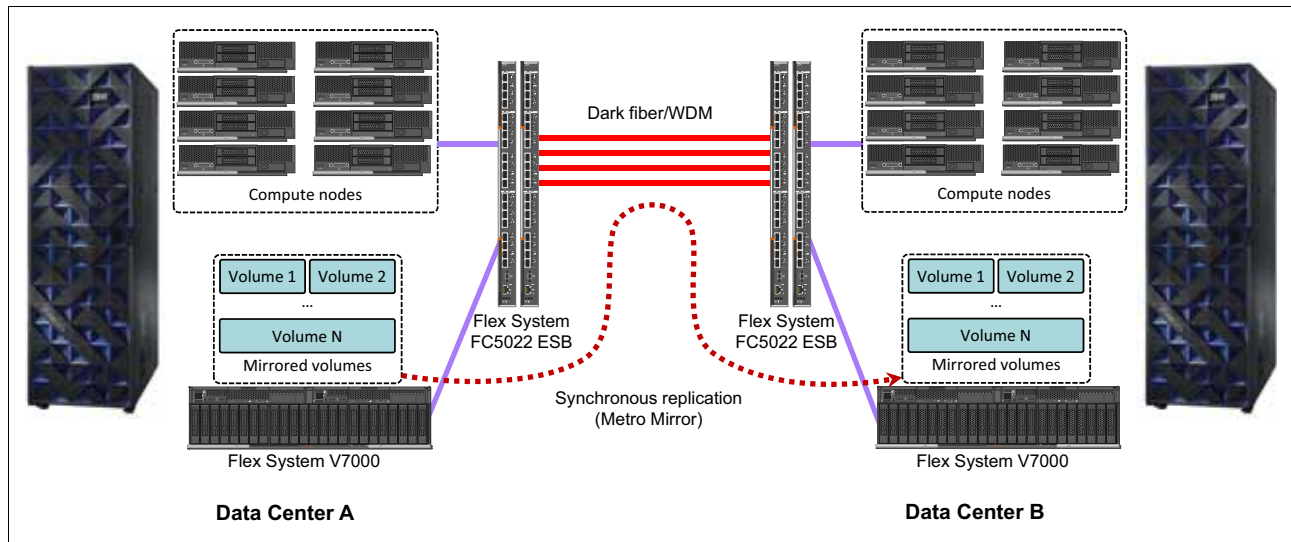 Dark fiber/WDM
Compute nodes
Compute nodes
Volume 1
Volume 2
...
Volume N
Mirrored volumes
Flex System
FC5022 ESB
Flex System
FC5022 ESB
Volume 1
Volume 2
...
Volume N
Mirrored volumes
Synchronous replication
(Metro Mirror)
Flex System V7000
Flex System V7000
Data Center A
Data Center B